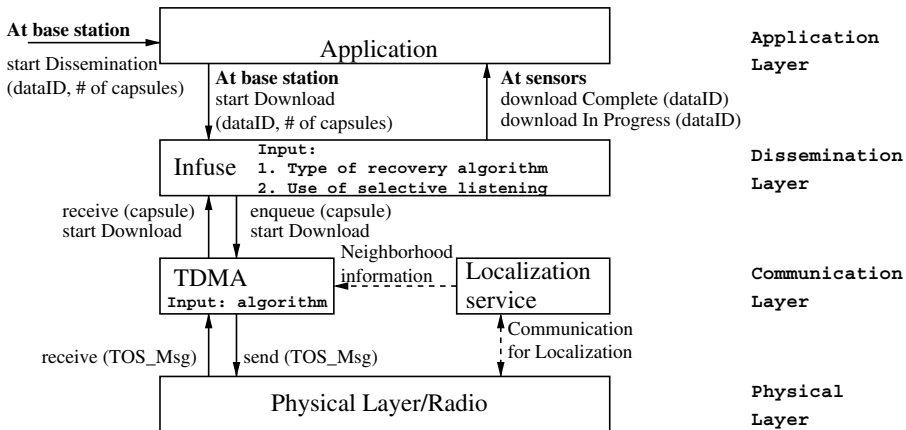 At base station
Application
Application
Layer
start Dissemination
(dataID, # of capsules)
At base station
start Download
(dataID, # of capsules)
At sensors
download Complete (dataID)
download In Progress (dataID)
Infuse
Input:
1. Type of recovery algorithm
2. Use of selective listening
Dissemination
Layer
receive (capsule)
start Download
enqueue (capsule)
start Download
Neighborhood
information
TDMA
Input: algorithm
Localization
service
Communication
Layer
receive (TOS_Msg)
send (TOS_Msg)
Communication
for Localization
Physical Layer/Radio
Physical
Layer